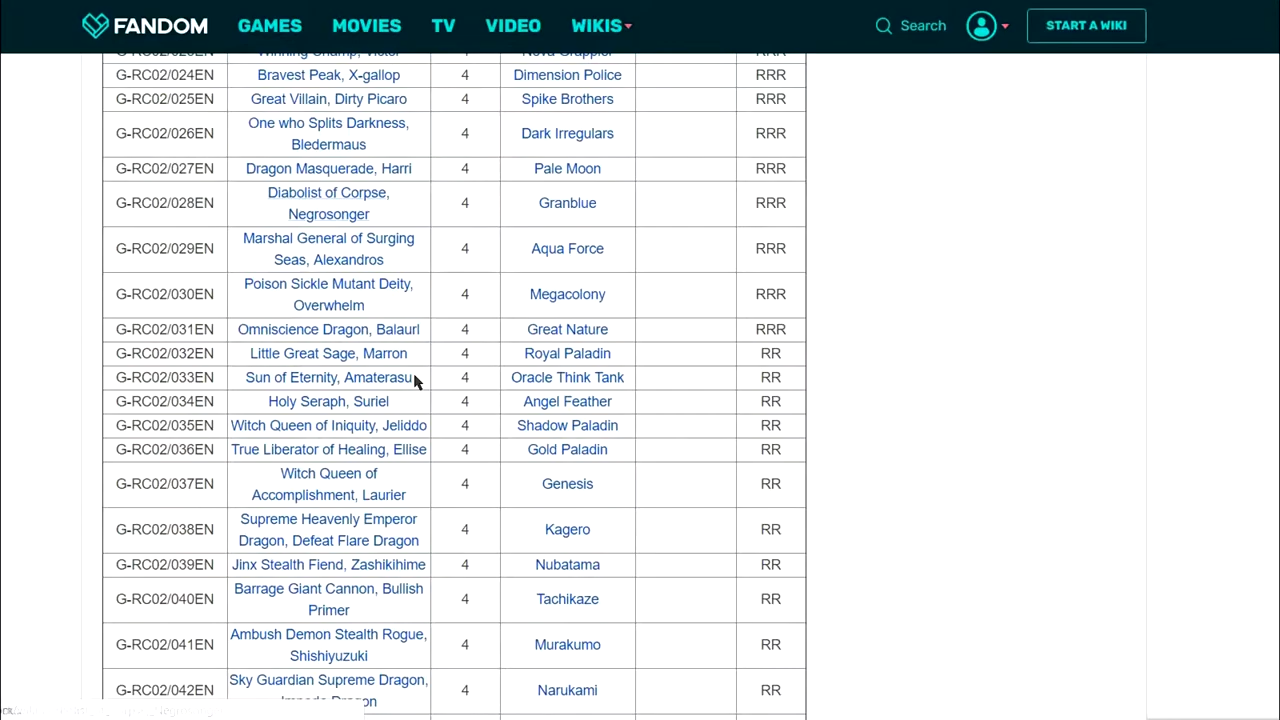 FANDOM GAMES MOVIES TV VIDEO WIKIS Search START A WIKI
G-RC02/024EN Bravest Peak, X-gallop 4 Dimension Police RRR
G-RC02/025EN Great Villain, Dirty Picaro 4 Spike Brothers RRR
G-RC02/026EN One who Splits Darkness, 4 Dark Irregulars RRR
Bledermaus
G-RC02/027EN Dragon Masquerade, Harri 4 Pale Moon RRR
G-RC02/028EN Diabolist of Corpse, 4 Granblue RRR
Negrosonger
G-RC02/029EN Marshal General of Surging 4 Aqua Force RRR
Seas, Alexandros
G-RC02/030EN Poison Sickle Mutant Deity, 4 Megacolony RRR
Overwhelm
G-RC02/031EN Omniscience Dragon, Balaurl 4 Great Nature RRR
G-RC02/032EN Little Great Sage, Marron 4 Royal Paladin RR
G-RC02/033EN Sun of Eternity, Amaterasu 4 Oracle Think Tank RR
G-RC02/034EN Holy Seraph, Suriel 4 Angel Feather RR
G-RC02/035EN Witch Queen of Iniquity, Jeliddo 4 Shadow Paladin RR
G-RC02/036EN True Liberator of Healing, Ellise 4 Gold Paladin RR
G-RC02/037EN Witch Queen of 4 Genesis RR
Accomplishment, Laurier
G-RC02/038EN Supreme Heavenly Emperor 4 Kagero RR
Dragon, Defeat Flare Dragon
G-RC02/039EN Jinx Stealth Fiend, Zashikihime 4 Nubatama RR
G-RC02/040EN Barrage Giant Cannon, Bullish 4 Tachikaze RR
Primer
G-RC02/041EN Ambush Demon Stealth Rogue, 4 Murakumo RR
Shishiyuzuki
G-RC02/042EN Sky Guardian Supreme Dragon, 4 Narukami RR